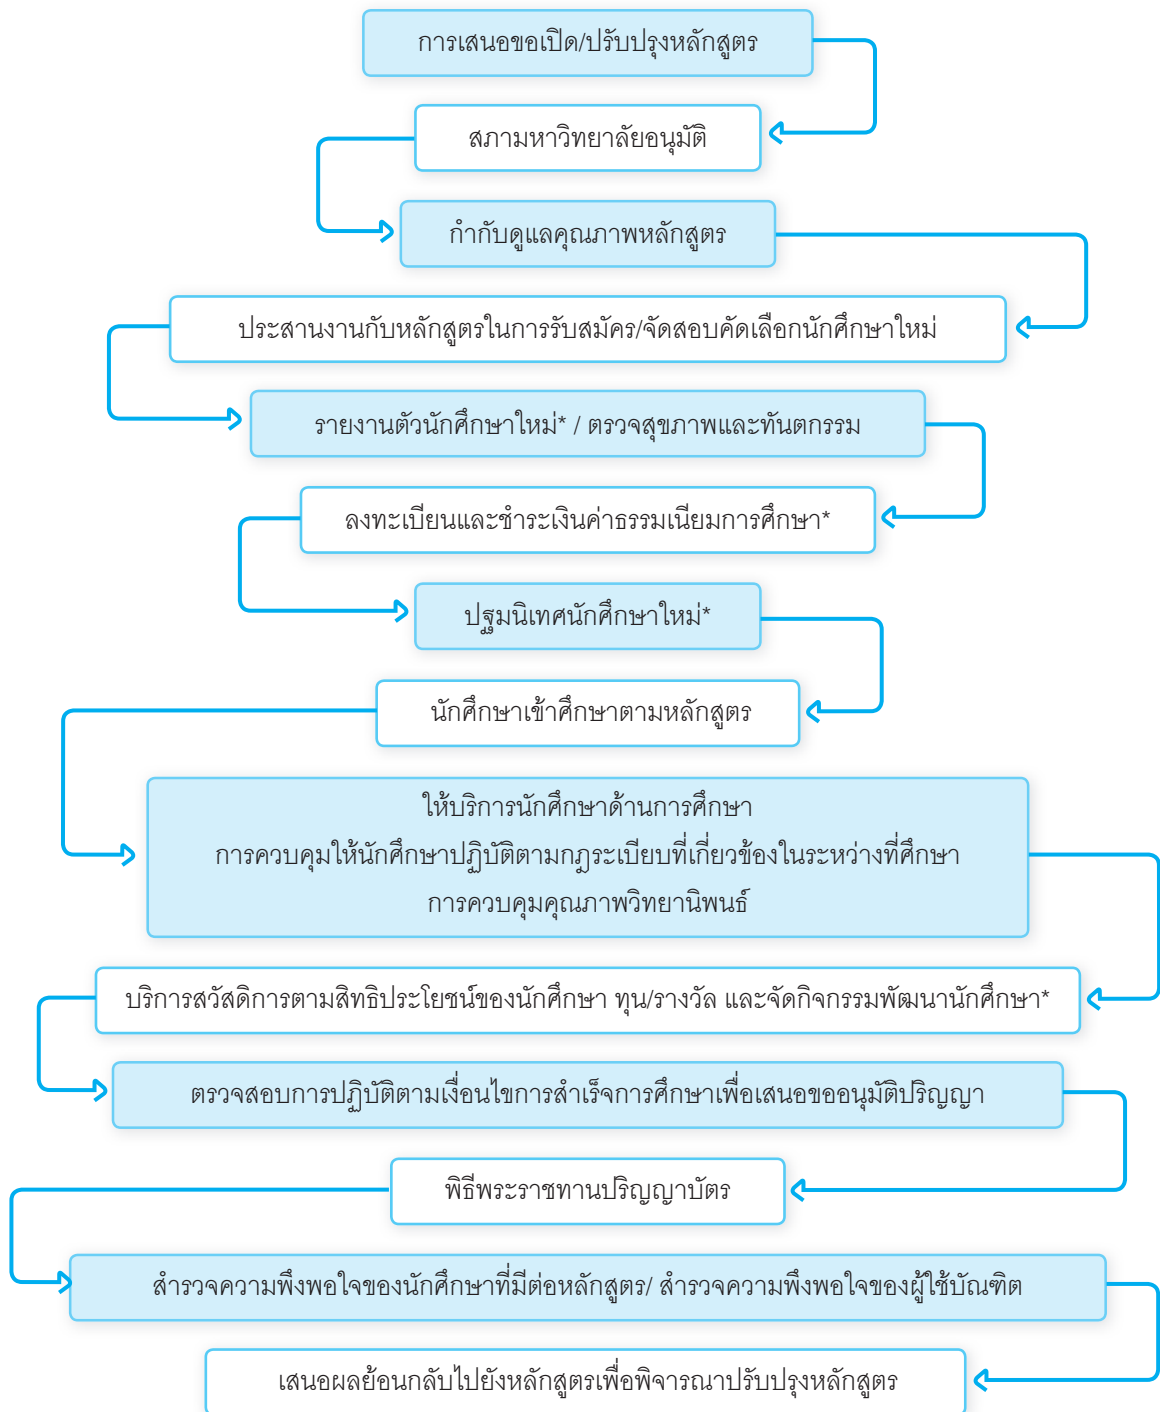 การเสนอขอเปิด/ปรับปรุงหลักสูตร
สภามหาวิทยาลัยอนุมัติ
กำกับดูแลคุณภาพหลักสูตร
ประสานงานกับหลักสูตรในการรับสมัคร/จัดสอบคัดเลือกนักศึกษาใหม่
รายงานตัวนักศึกษาใหม่* / ตรวจสุขภาพและทันตกรรม
ลงทะเบียนและชำระเงินค่าธรรมเนียมการศึกษา*
ปฐมนิเทศนักศึกษาใหม่*
นักศึกษาเข้าศึกษาตามหลักสูตร
ให้บริการนักศึกษาด้านการศึกษา
การควบคุมให้นักศึกษาปฏิบัติตามกฎระเบียบที่เกี่ยวข้องในระหว่างที่ศึกษา
การควบคุมคุณภาพวิทยานิพนธ์
บริการสวัสดิการตามสิทธิประโยชน์ของนักศึกษา ทุน/รางวัล และจัดกิจกรรมพัฒนานักศึกษา*
ตรวจสอบการปฏิบัติตามเงื่อนไขการสำเร็จการศึกษาเพื่อเสนอขออนุมัติปริญญา
พิธีพระราชทานปริญญาบัตร
สำรวจความพึงพอใจของนักศึกษาที่มีต่อหลักสูตร/ สำรวจความพึงพอใจของผู้ใช้บัณฑิต
เสนอผลย้อนกลับไปยังหลักสูตรเพื่อพิจารณาปรับปรุงหลักสูตร